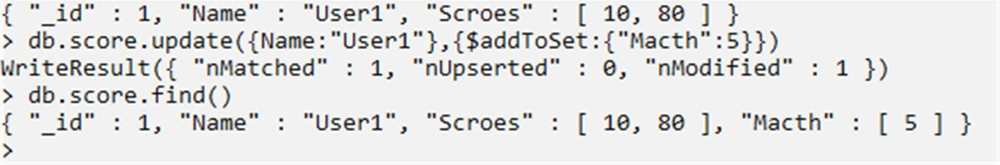 { "_id" : 1, "Name" : "User1", "Scroes" : [ 10, 80 ] }
> db.score.update({Name:"User1"},{$addToSet:{"Macth":5}})
WriteResult({ "nMatched" : 1, "nUpserted" : 0, "nModified" : 1 })
> db.score.find()
{ "_id" : 1, "Name" : "User1", "Scroes" : [ 10, 80 ], "Macth" : [ 5 ] }
>